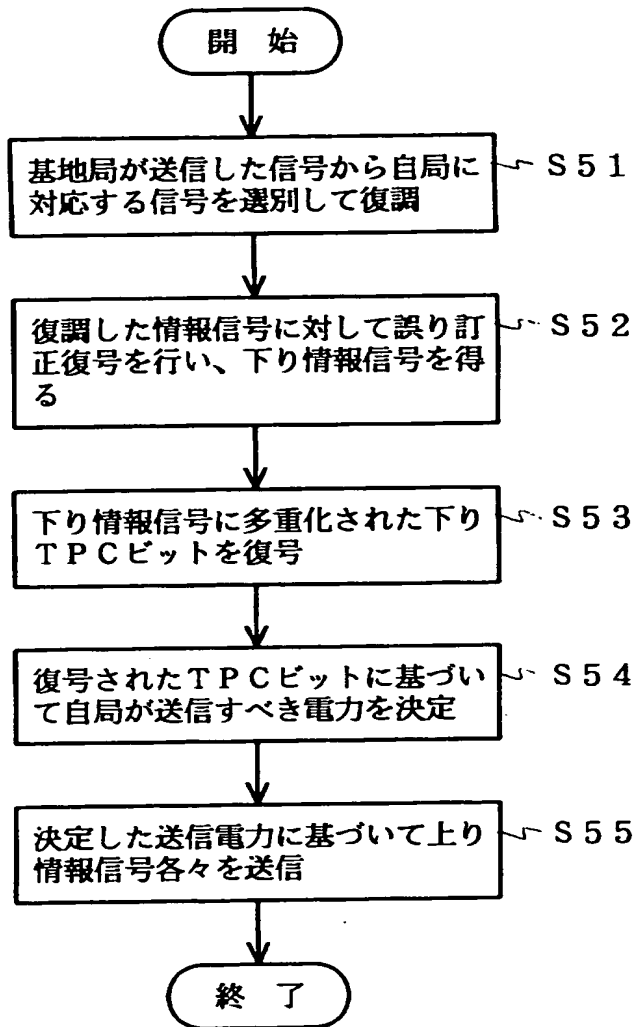 開 始
基地局が送信した信号から自局に
対応する信号を選別して復調
S51
復調した情報信号に対して誤り訂
正復号を行い、下り情報信号を得
る
S52
下り情報信号に多重化された下り
TPCビットを復号
S53
復号されたTPCビットに基づい
て自局が送信すべき電力を決定
S54
決定した送信電力に基づいて上り
情報信号各々を送信
S55
終 了